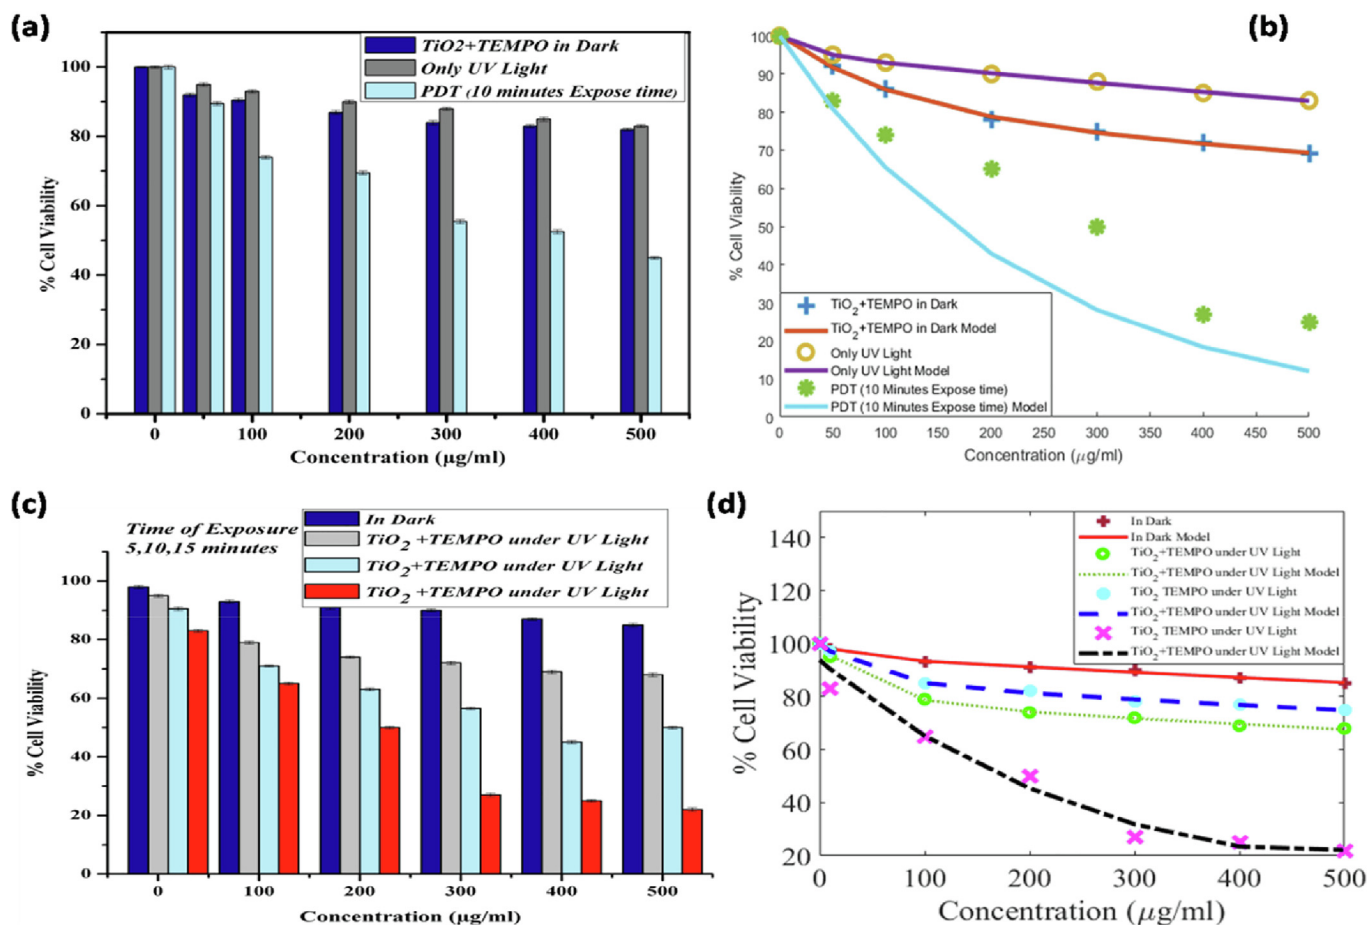 (a)
TiO2+TEMPO in Dark
Only UV Light
PDT (10 minutes Expose time)
100
80
60
40
20
0
% Cell Viability
0 100 200 300 400 500
Concentration (µg/ml)
(b)
100
90
80
70
60
50
40
30
20
10
0
% Cell Viability
TiO2+TEMPO in Dark
TiO2+TEMPO in Dark Model
Only UV Light
Only UV Light Model
PDT (10 Minutes Expose time)
PDT (10 Minutes Expose time) Model
0 50 100 150 200 250 300 350 400 450 500
Concentration (µg/ml)
(c)
Time of Exposure
5,10,15 minutes
In Dark
TiO2 +TEMPO under UV Light
TiO2+TEMPO under UV Light
TiO2 +TEMPO under UV Light
100
80
60
40
20
0
% Cell Viability
0 100 200 300 400 500
Concentration (µg/ml)
(d)
140
120
100
80
60
40
20
% Cell Viability
In Dark
In Dark Model
TiO2+TEMPO under UV Light
TiO2+TEMPO under UV Light Model
TiO2 TEMPO under UV Light
TiO2+TEMPO under UV Light Model
TiO2 TEMPO under UV Light
TiO2+TEMPO under UV Light Model
0 100 200 300 400 500
Concentration (µg/ml)